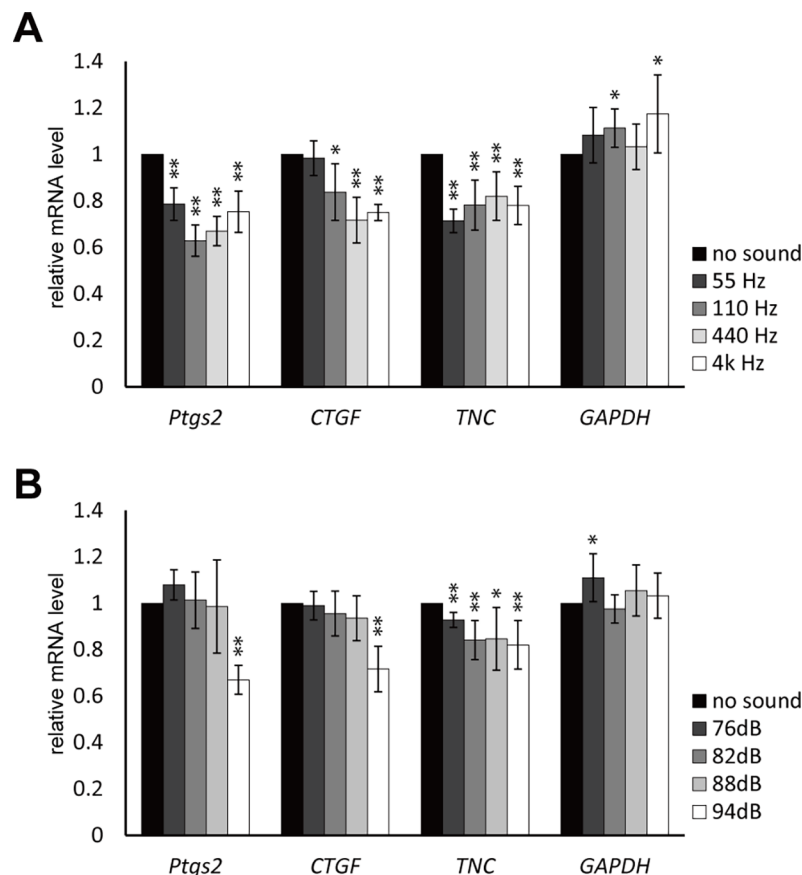 A
relative mRNA level
1.4
1.2
1
0.8
0.6
0.4
0.2
0
** ** ** **
* ** **
** ** ** **
* *
Ptgs2 CTGF TNC GAPDH
no sound
55 Hz
110 Hz
440 Hz
4k Hz
B
relative mRNA level
1.4
1.2
1
0.8
0.6
0.4
0.2
0
**
**
** ** * **
*
Ptgs2 CTGF TNC GAPDH
no sound
76dB
82dB
88dB
94dB